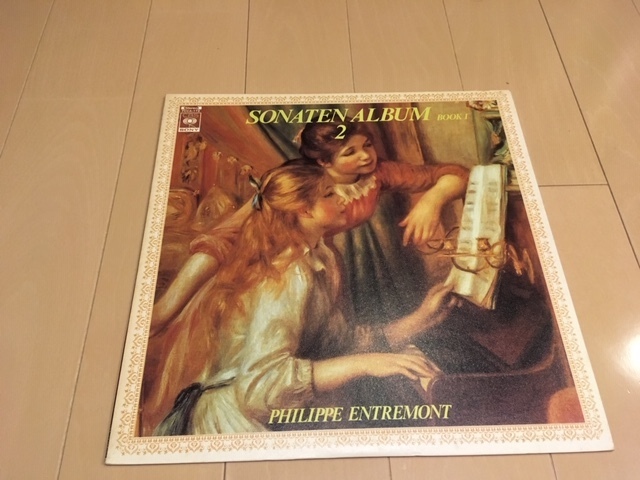 SONATEN ALBUM BOOK 1
2
PHILIPPE ENTREMONT